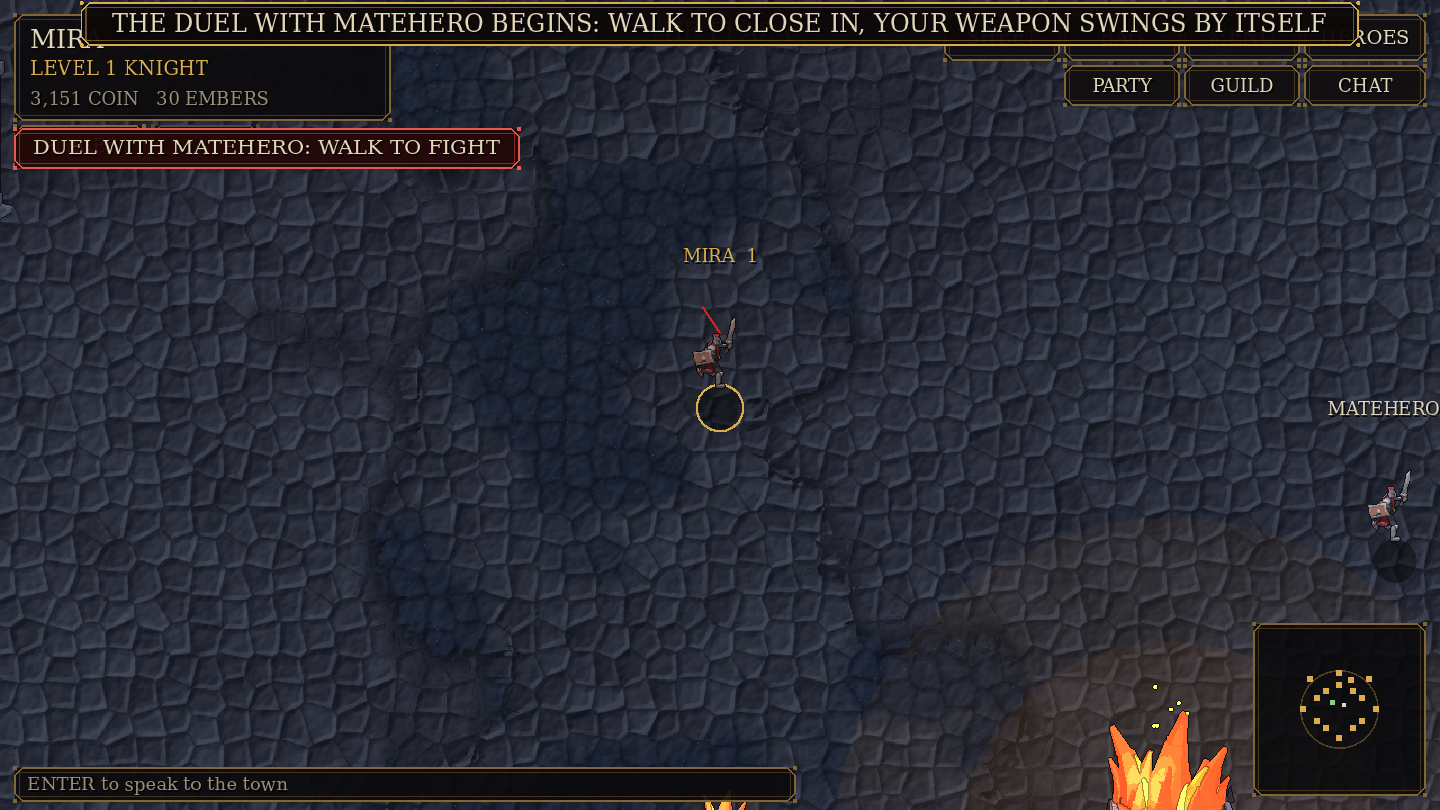 THE DUEL WITH MATEHERO BEGINS: WALK TO CLOSE IN, YOUR WEAPON SWINGS BY ITSELF
LEVEL 1 KNIGHT
3,151 COIN 30 EMBERS
PARTY
GUILD
CHAT
DUEL WITH MATEHERO: WALK TO FIGHT
MIRA 1
MATEHERO
ENTER to speak to the town